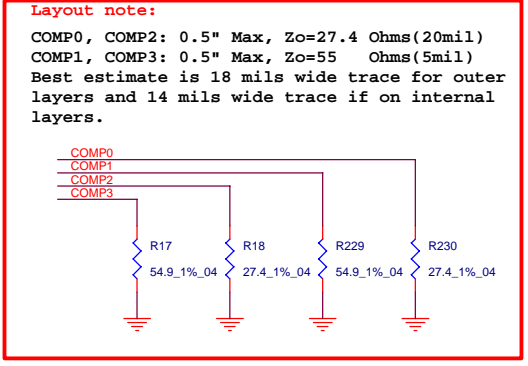 Layout note:
COMP0, COMP2: 0.5" Max, Zo=27.4 Ohms(20mil)
COMP1, COMP3: 0.5" Max, Zo=55 Ohms(5mil)
Best estimate is 18 mils wide trace for outer
layers and 14 mils wide trace if on internal
layers.
COMP0
COMP1
COMP2
COMP3
R17 R18 R229 R230
54.9_1%_04 27.4_1%_04 54.9_1%_04 27.4_1%_04